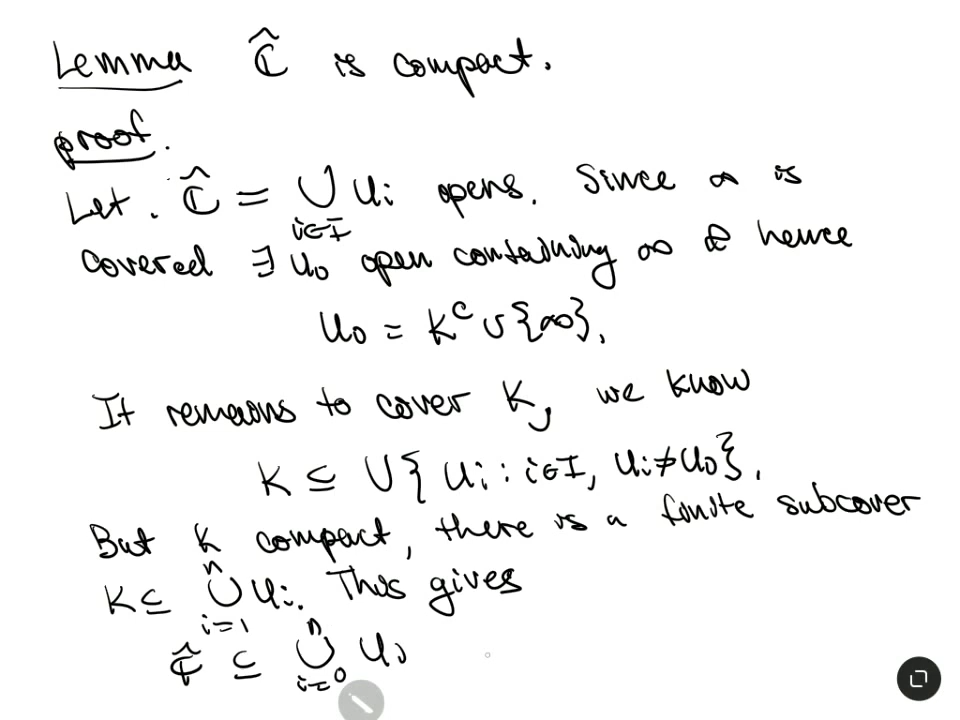 Lemma Ĉ is compact.
proof.
Let. Ĉ = ⋃_{i∈I} Ui opens. Since ∞ is
covered ∃ U0 open containing ∞ & hence
U0 = K^C ∪ {∞}.
It remains to cover K, we know
K ⊆ ∪{ Ui : i∈I, Ui≠U0}.
But K compact, there is a finite subcover
K ⊆ ⋃_{i=1}^{n} Ui. This gives
Ĉ ⊆ ⋃_{i=0}^{n} Ui